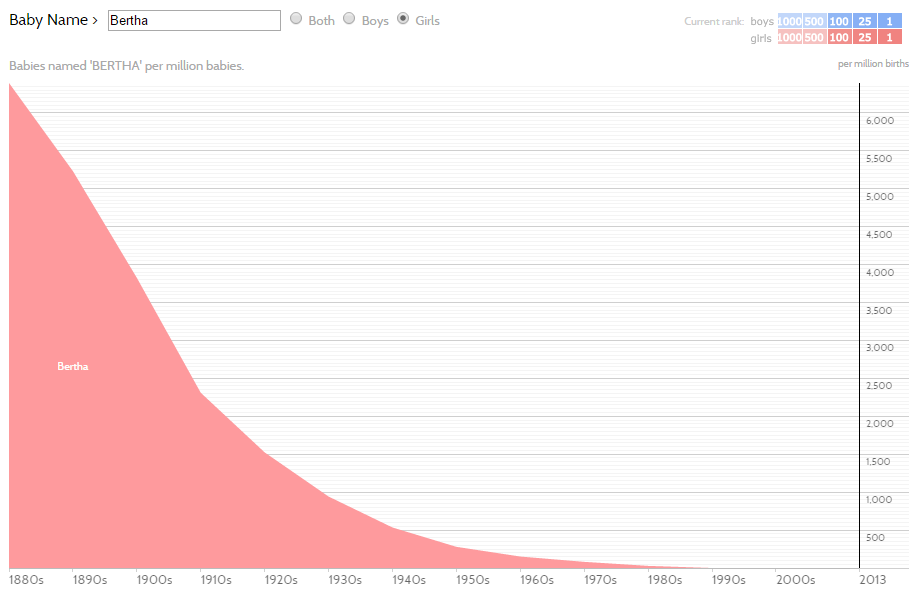 Baby Name > Bertha Both Boys Girls
Current rank: boys 1000 500 100 25 1
girls 1000 500 100 25 1
Babies named 'BERTHA' per million babies.
per million births
6,000
5,500
5,000
4,500
4,000
3,500
3,000
Bertha
2,500
2,000
1,500
1,000
500
1880s 1890s 1900s 1910s 1920s 1930s 1940s 1950s 1960s 1970s 1980s 1990s 2000s 2013